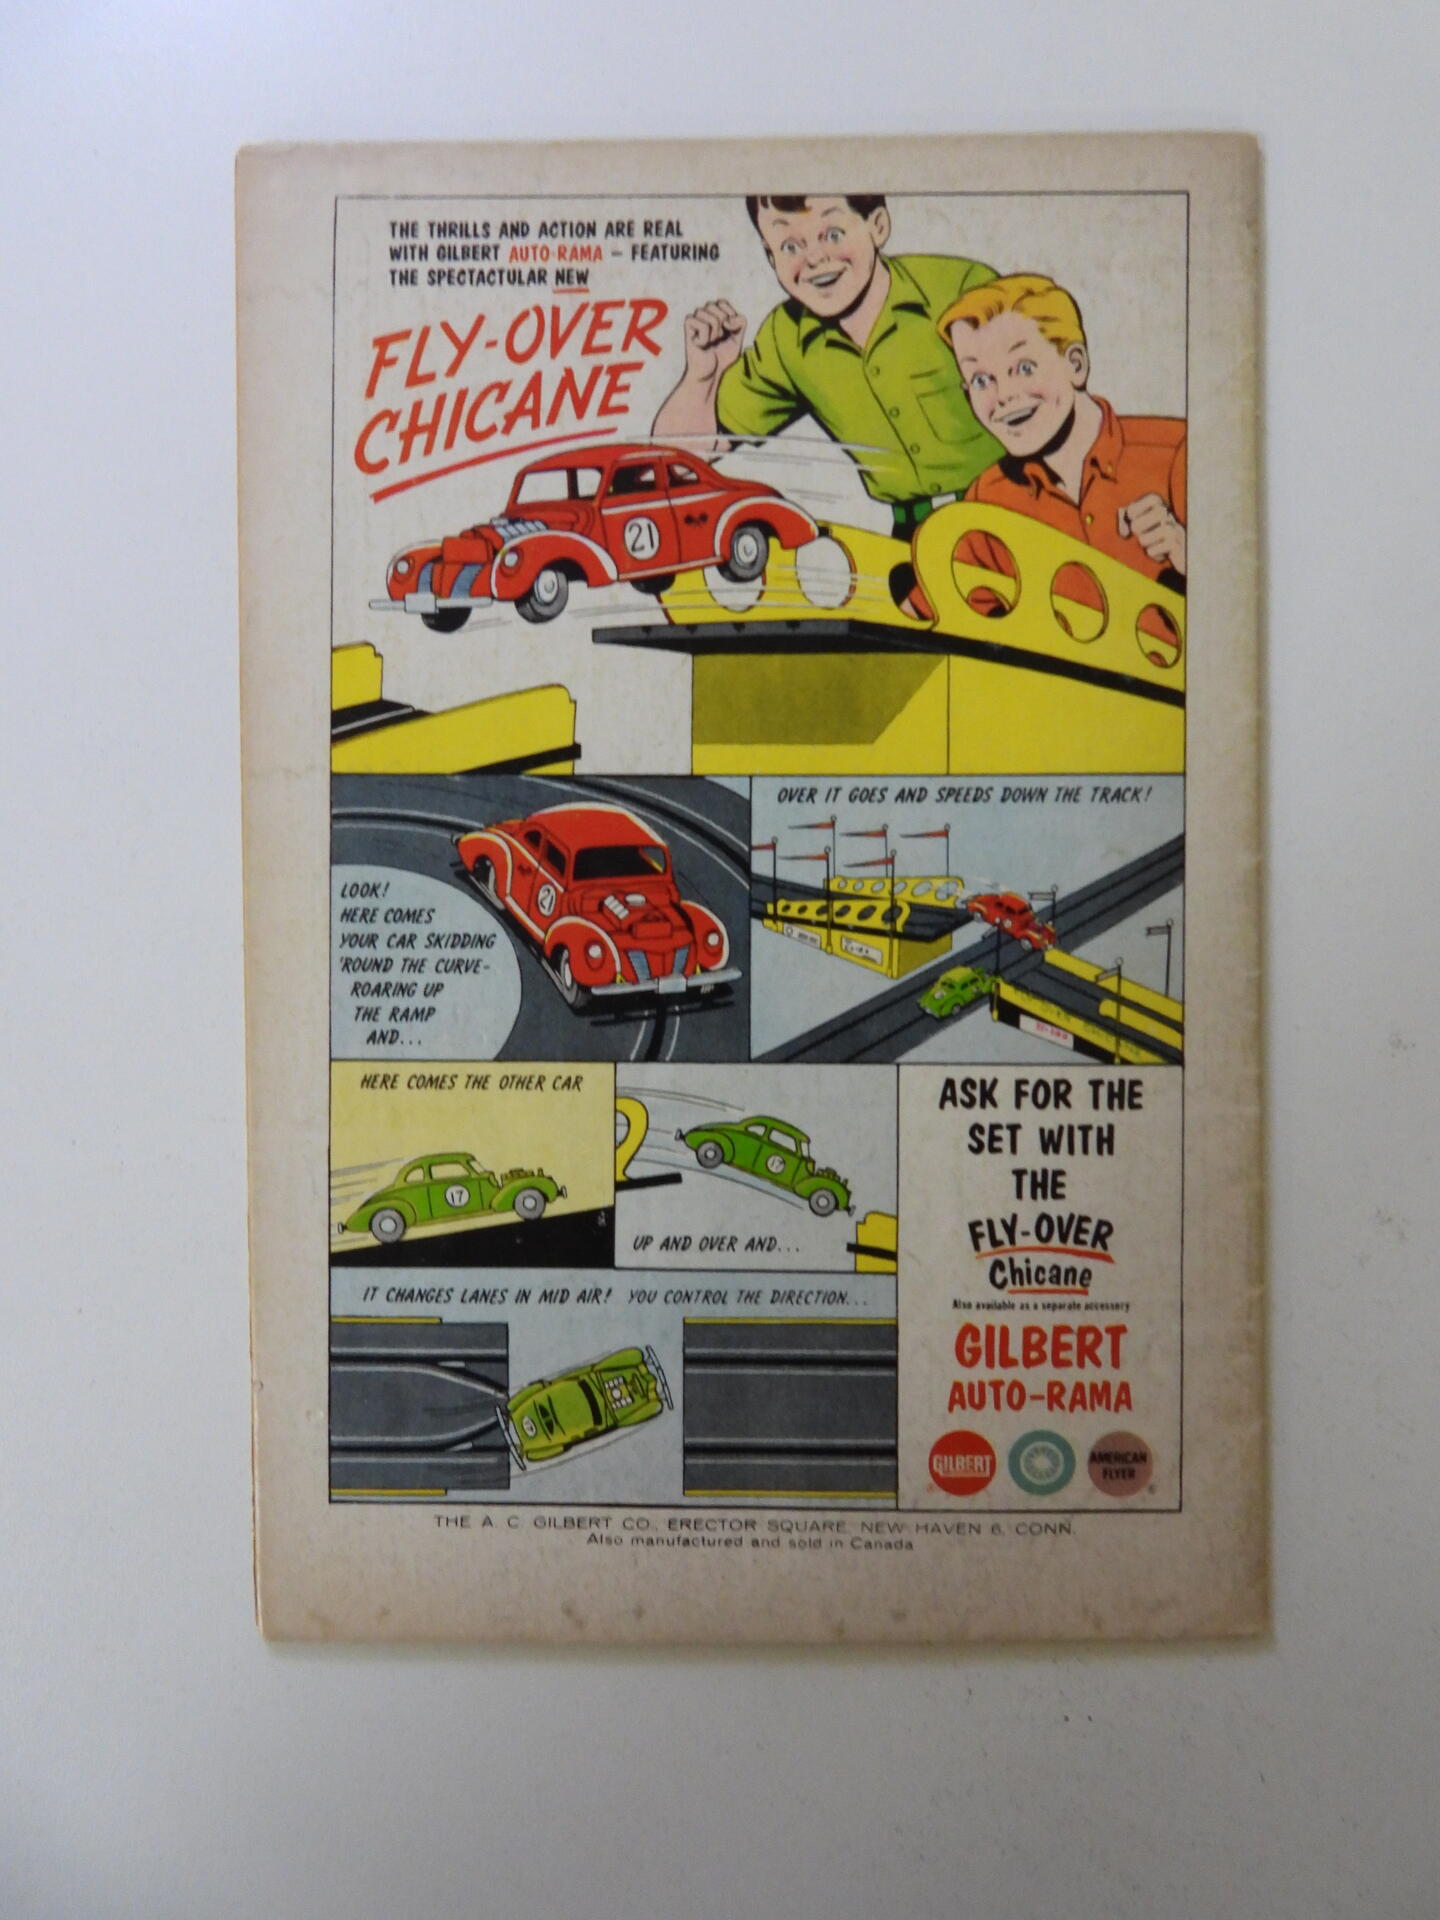 THE THRILLS AND ACTION ARE REAL
WITH GILBERT AUTO-RAMA – FEATURING
THE SPECTACTULAR NEW
FLY-OVER
CHICANE
21
OVER IT GOES AND SPEEDS DOWN THE TRACK!
LOOK!
HERE COMES
YOUR CAR SKIDDING
'ROUND THE CURVE-
ROARING UP
THE RAMP
AND...
21
HERE COMES THE OTHER CAR
17
17
UP AND OVER AND...
IT CHANGES LANES IN MID AIR! YOU CONTROL THE DIRECTION...
ASK FOR THE
SET WITH
THE
FLY-OVER
Chicane
Also available as a separate accessory
GILBERT
AUTO-RAMA
GILBERT
AMERICAN
FLYER
THE A. C. GILBERT CO., ERECTOR SQUARE, NEW HAVEN 6, CONN.
Also manufactured and sold in Canada